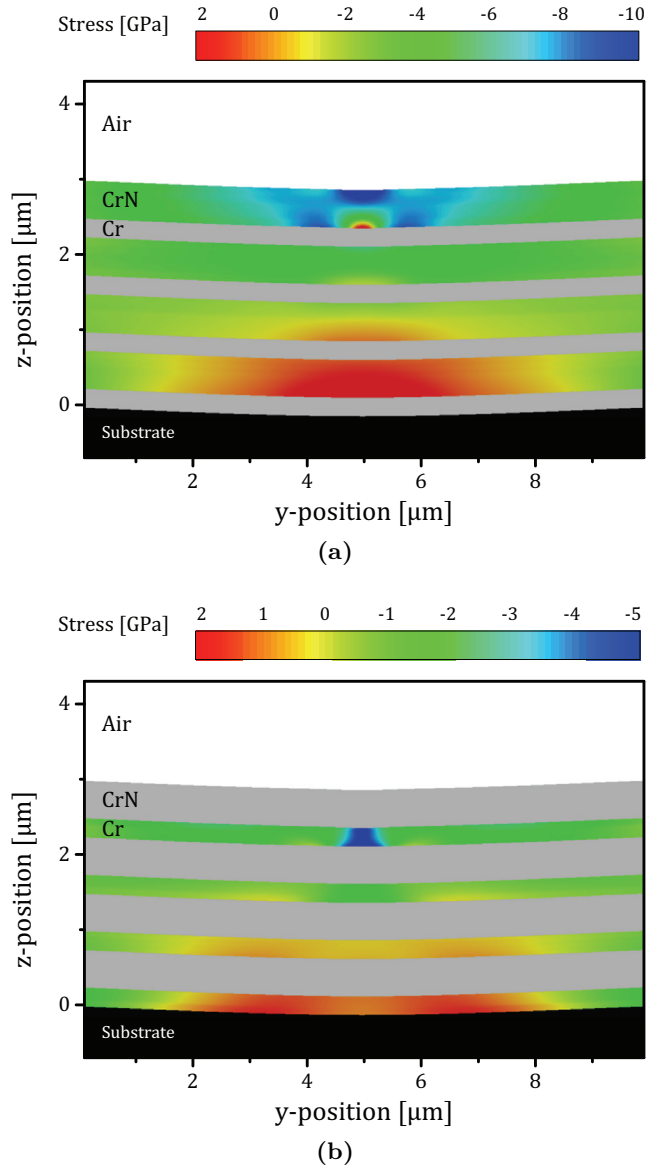 Stress [GPa] 2 0 -2 -4 -6 -8 -10
4
Air
CrN
Cr
2
0
Substrate
z-position [µm]
2 4 6 8
y-position [µm]
(a)
Stress [GPa] 2 1 0 -1 -2 -3 -4 -5
4
Air
CrN
Cr
2
0
Substrate
z-position [µm]
2 4 6 8
y-position [µm]
(b)